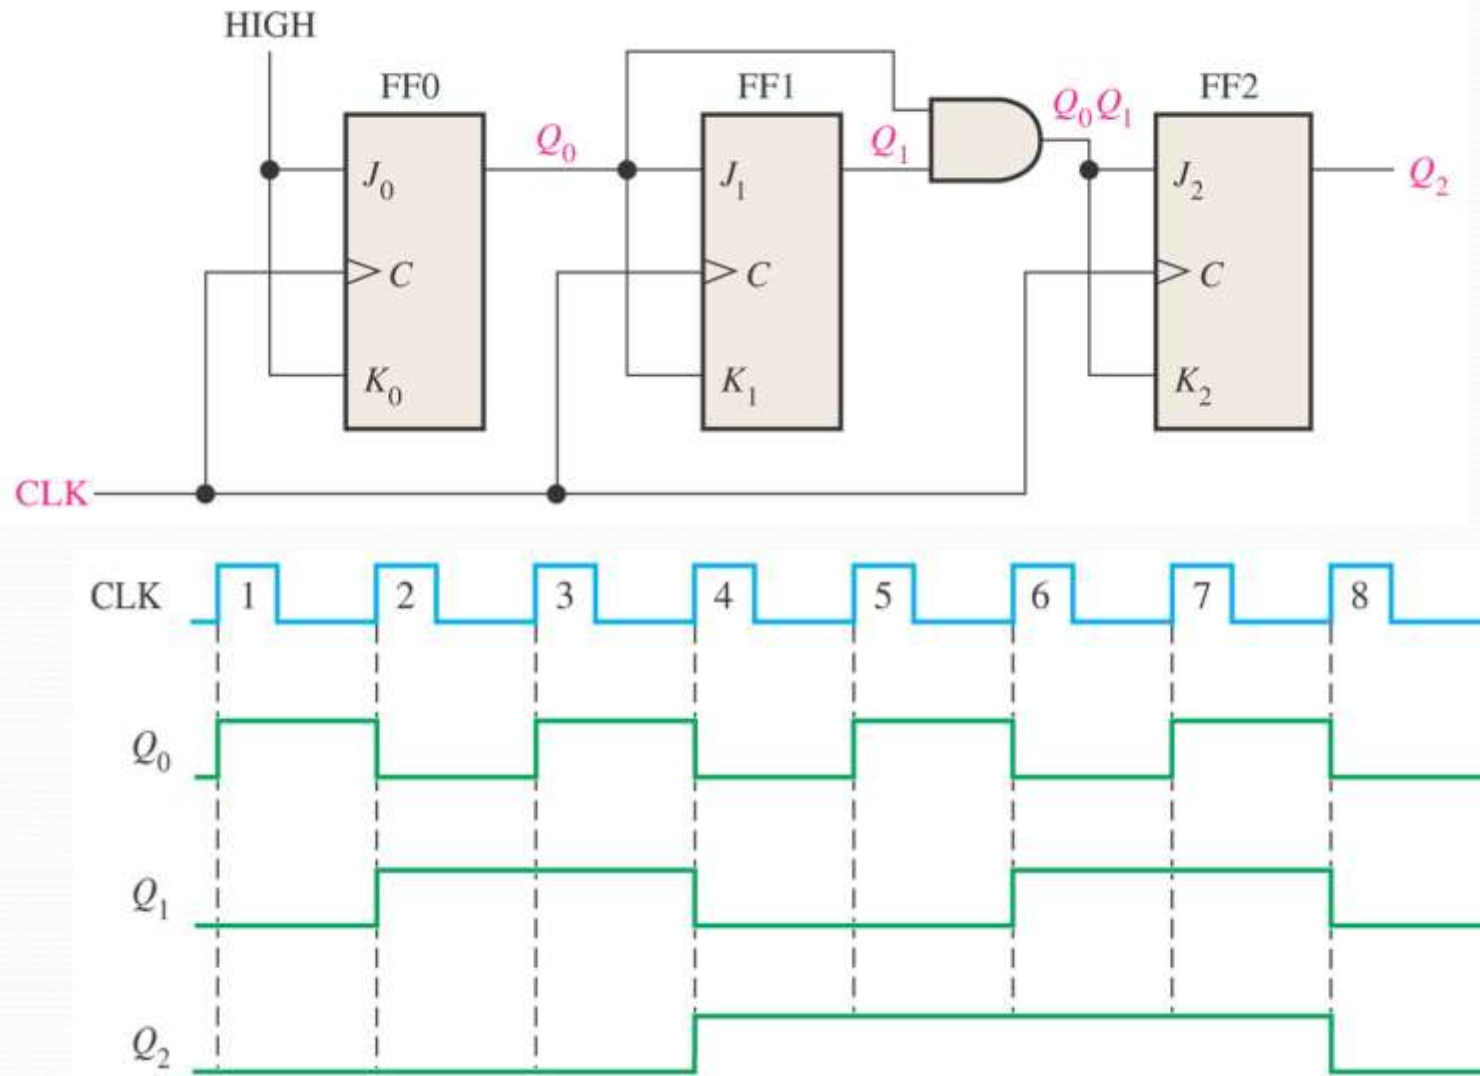 HIGH
FF0 FF1 FF2
Q₀ Q₁ Q₀Q₁
J₀ J₁ J₂ Q₂
C C C
K₀ K₁ K₂
CLK
CLK 1 2 3 4 5 6 7 8
Q₀
Q₁
Q₂